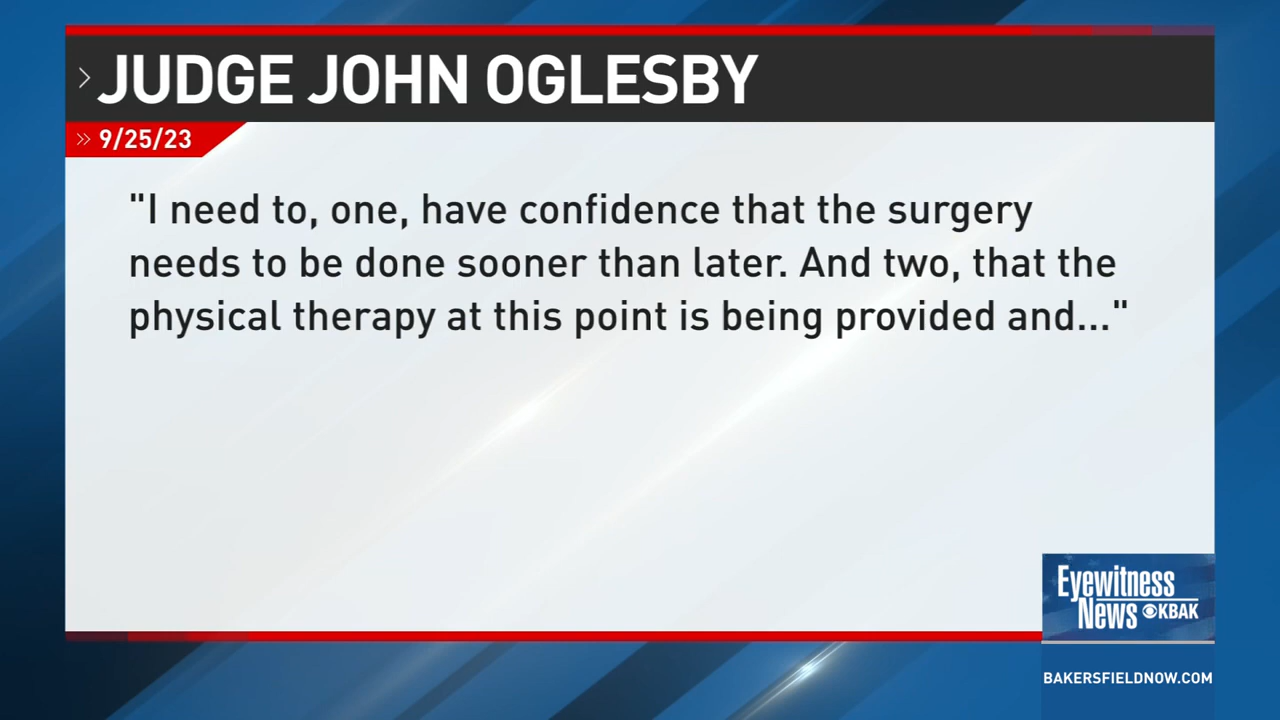 JUDGE JOHN OGLESBY
9/25/23
"I need to, one, have confidence that the surgery
needs to be done sooner than later. And two, that the
physical therapy at this point is being provided and..."
Eyewitness
News KBAK
BAKERSFIELDNOW.COM